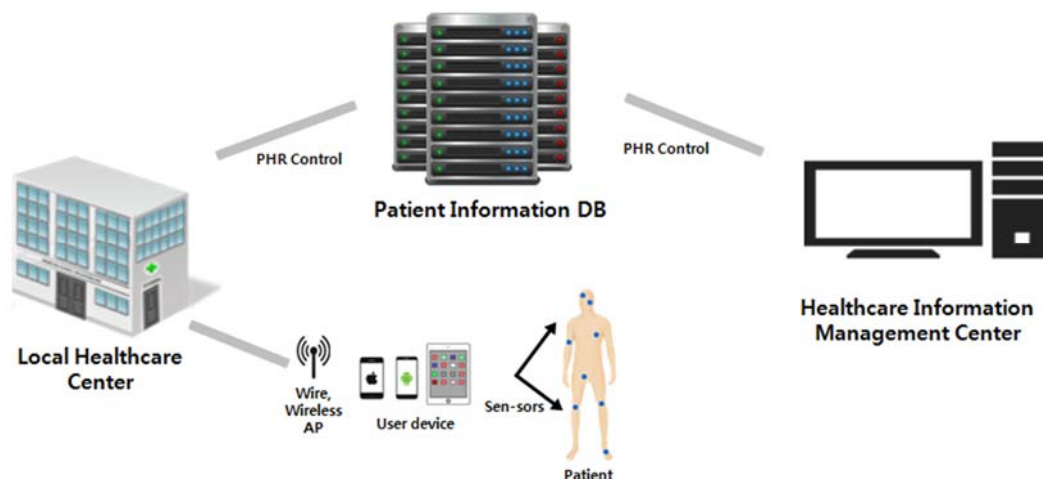 PHR Control
PHR Control
Patient Information DB
Local Healthcare
Center
Wire,
Wireless
AP
User device
Sen-sors
Patient
Healthcare Information
Management Center